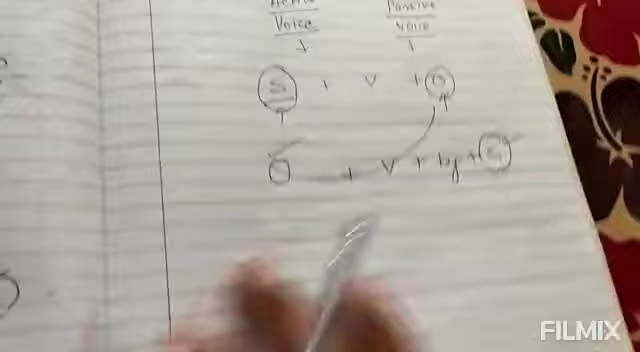 Active Passive
Voice Voice
S + V + O
O + V + by + S
FILMIX